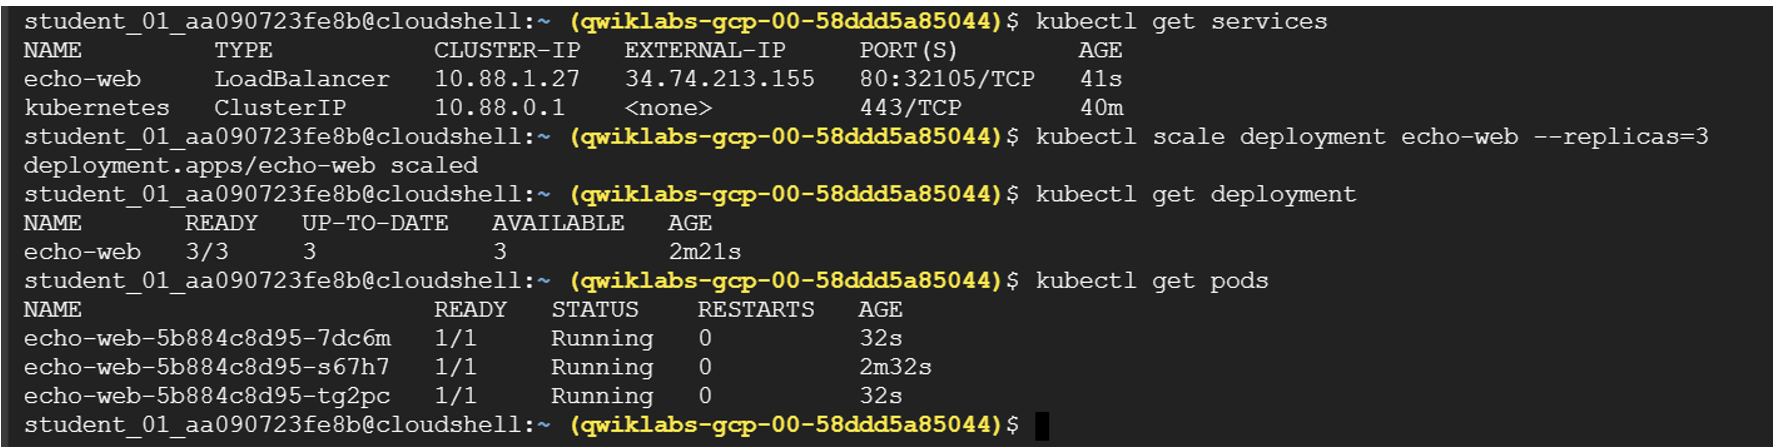 student_01_aa090723fe8b@cloudshell:~ (qwiklabs-gcp-00-58ddd5a85044)$ kubectl get services
NAME         TYPE           CLUSTER-IP   EXTERNAL-IP     PORT(S)        AGE
echo-web     LoadBalancer   10.88.1.27   34.74.213.155   80:32105/TCP   41s
kubernetes   ClusterIP      10.88.0.1    <none>          443/TCP        40m
student_01_aa090723fe8b@cloudshell:~ (qwiklabs-gcp-00-58ddd5a85044)$ kubectl scale deployment echo-web --replicas=3
deployment.apps/echo-web scaled
student_01_aa090723fe8b@cloudshell:~ (qwiklabs-gcp-00-58ddd5a85044)$ kubectl get deployment
NAME       READY   UP-TO-DATE   AVAILABLE   AGE
echo-web   3/3     3            3           2m21s
student_01_aa090723fe8b@cloudshell:~ (qwiklabs-gcp-00-58ddd5a85044)$ kubectl get pods
NAME                        READY   STATUS    RESTARTS   AGE
echo-web-5b884c8d95-7dc6m   1/1     Running   0          32s
echo-web-5b884c8d95-s67h7   1/1     Running   0          2m32s
echo-web-5b884c8d95-tg2pc   1/1     Running   0          32s
student_01_aa090723fe8b@cloudshell:~ (qwiklabs-gcp-00-58ddd5a85044)$